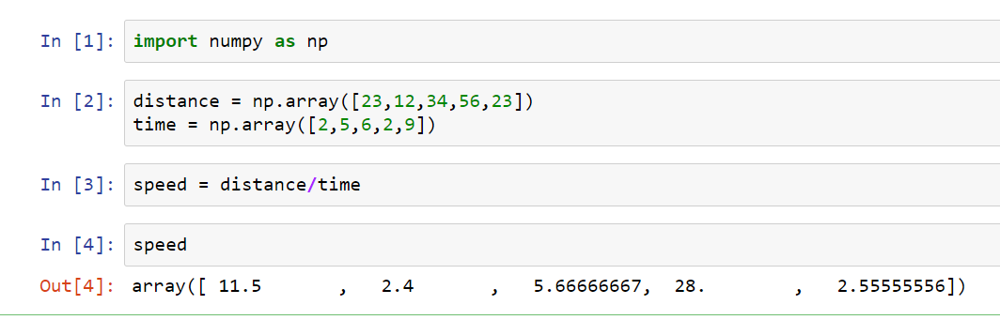 In [1]: import numpy as np
In [2]: distance = np.array([23,12,34,56,23])
time = np.array([2,5,6,2,9])
In [3]: speed = distance/time
In [4]: speed
Out[4]: array([ 11.5       ,   2.4       ,   5.66666667,  28.        ,   2.55555556])